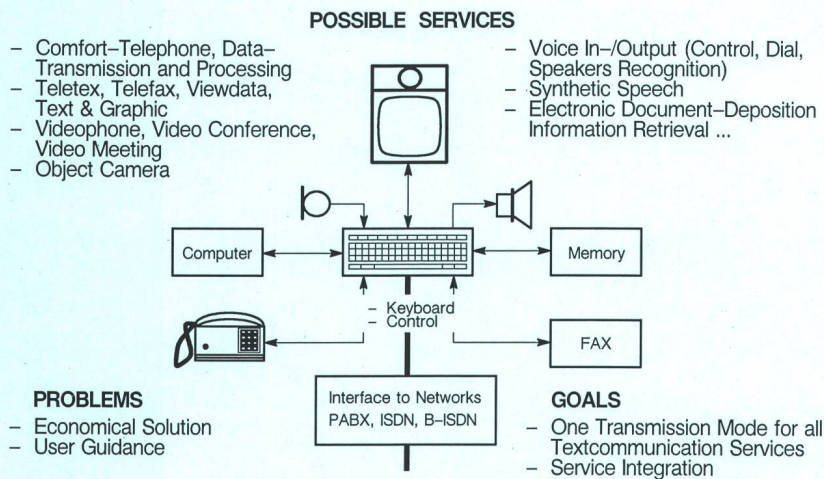 POSSIBLE SERVICES
– Comfort–Telephone, Data–
Transmission and Processing
– Teletex, Telefax, Viewdata,
Text & Graphic
– Videophone, Video Conference,
Video Meeting
– Object Camera
– Voice In–/Output (Control, Dial,
Speakers Recognition)
– Synthetic Speech
– Electronic Document–Deposition
Information Retrieval ...
Computer
Memory
– Keyboard
– Control
FAX
Interface to Networks
PABX, ISDN, B–ISDN
PROBLEMS
– Economical Solution
– User Guidance
GOALS
– One Transmission Mode for all
Textcommunication Services
– Service Integration